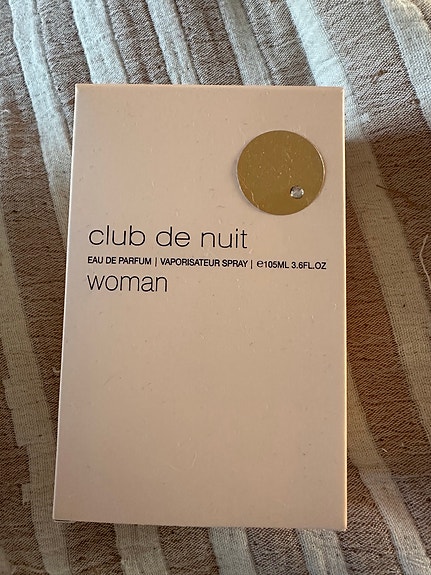 club de nuit
EAU DE PARFUM | VAPORISATEUR SPRAY | ℮105ML 3.6FL.OZ
woman